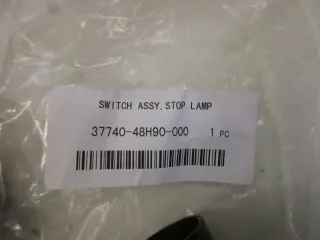 SWITCH ASSY,STOP LAMP
37740-48H90-000 1 PC